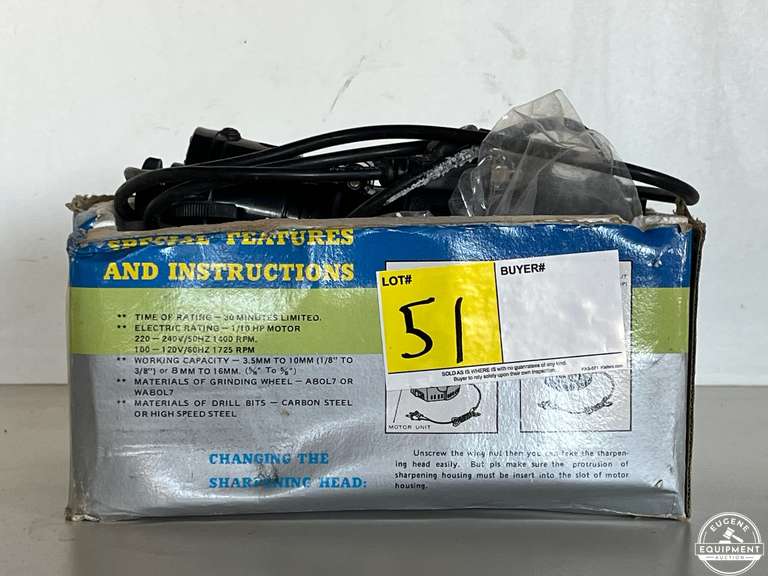 SPECIAL FEATURES
AND INSTRUCTIONS
** TIME OF RATING — 30 MINUTES LIMITED.
** ELECTRIC RATING — 1/10 HP MOTOR
220 - 240V/50HZ 1400 RPM.
100 - 120V/60HZ 1725 RPM
** WORKING CAPACITY — 3.5MM TO 10MM (1/8" TO
3/8") or 8 MM TO 16MM. (5/16" To 5/8")
** MATERIALS OF GRINDING WHEEL — ABOL7 OR
WABOL7
** MATERIALS OF DRILL BITS — CARBON STEEL
OR HIGH SPEED STEEL
CHANGING THE
SHARPENING HEAD:
LOT#
51
BUYER#
SOLD AS IS WHERE IS with no guarantees of any kind.
Buyer to rely solely upon their own inspection.
MOTOR UNIT
Unscrew the wing nut then you can take the sharpen-
ing head easily. But pls make sure the protrusion of
sharpening housing must be insert into the slot of motor
housing.
EUGENE
EQUIPMENT
AUCTION